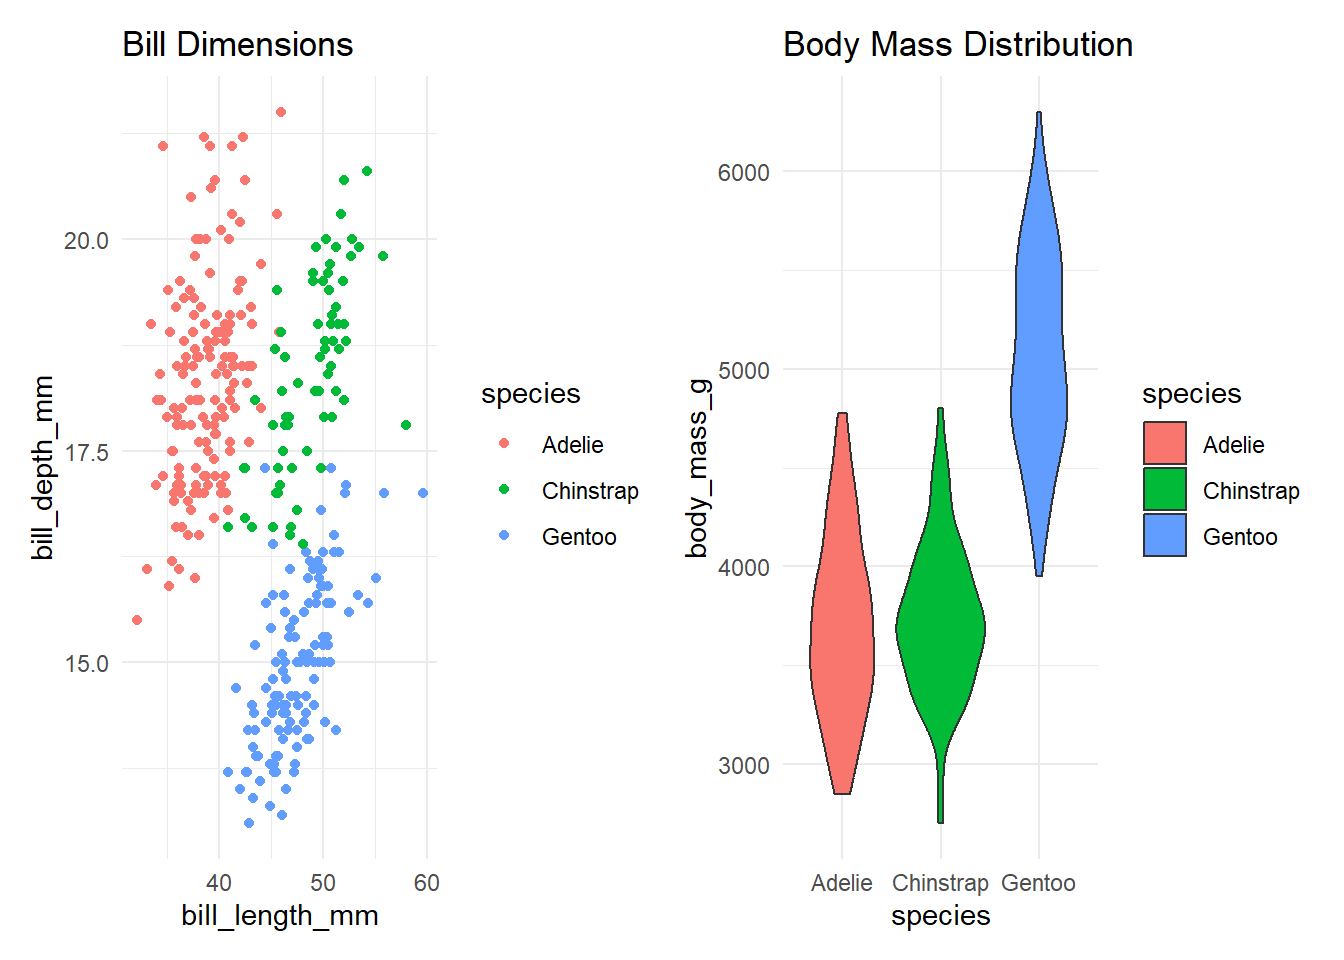 Bill Dimensions
bill_depth_mm
20.0
17.5
15.0
40 50 60
bill_length_mm
species
Adelie
Chinstrap
Gentoo
Body Mass Distribution
body_mass_g
6000
5000
4000
3000
Adelie Chinstrap Gentoo
species
species
Adelie
Chinstrap
Gentoo